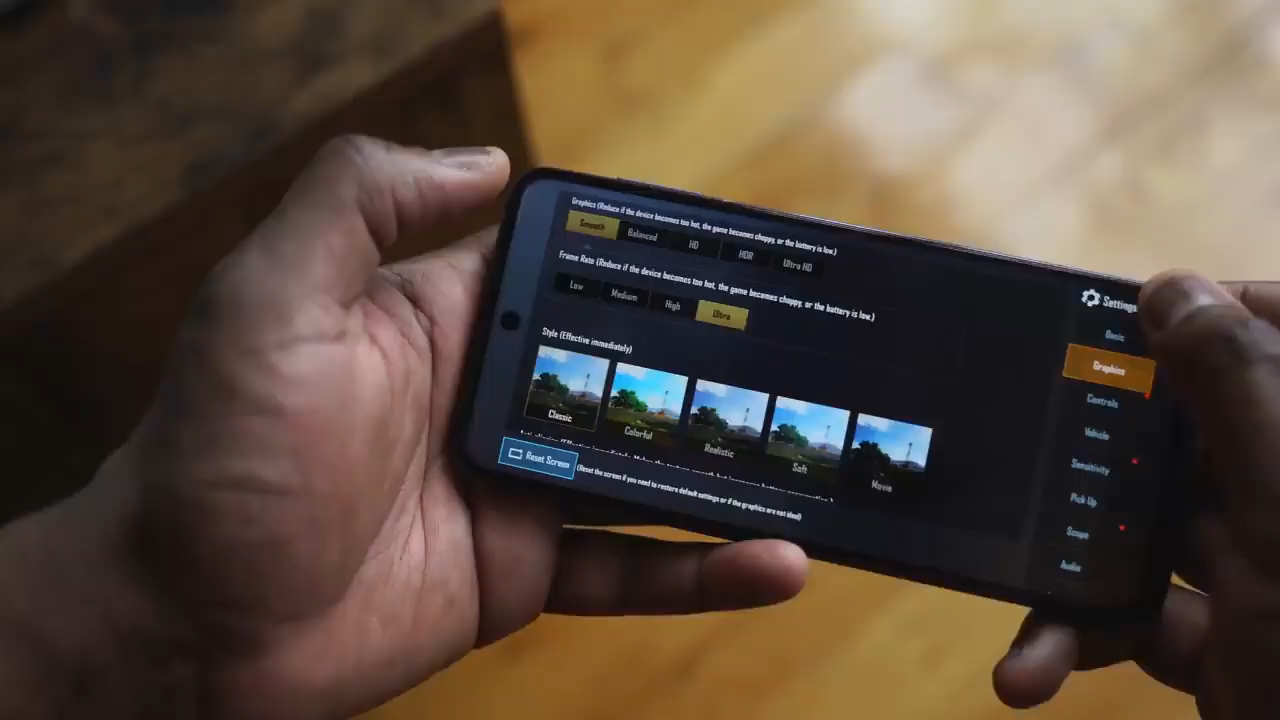 Graphics (Reduce if the device becomes too hot, the game becomes choppy, or the battery is low.)
Smooth
Balanced
HD
HDR
Ultra HD
Frame Rate (Reduce if the device becomes too hot, the game becomes choppy, or the battery is low.)
Low
Medium
High
Ultra
Style (Effective immediately)
Classic
Colorful
Realistic
Soft
Movie
Reset Screen
(Reset the screen if you need to restore default settings or if the graphics are not ideal)
Settings
Basic
Graphics
Controls
Vehicle
Sensitivity
Pick Up
Scope
Audio